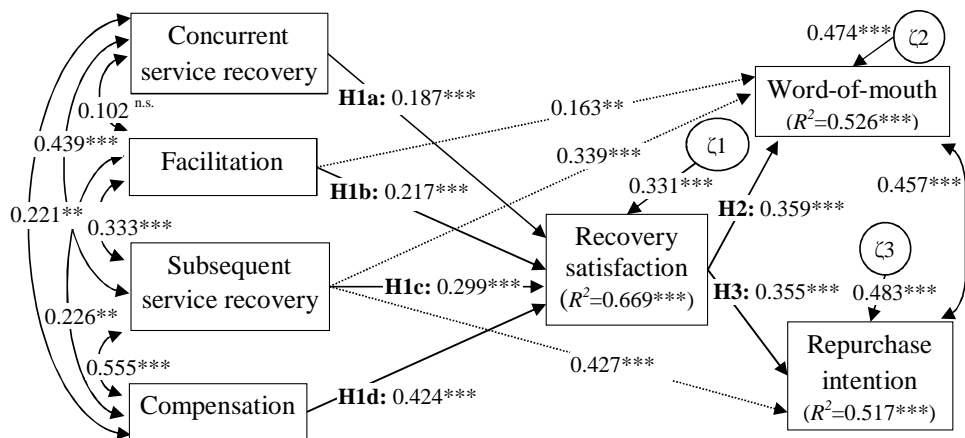 Concurrent
service recovery
0.474***
ζ2
Word-of-mouth
(R²=0.526***)
0.102 n.s.
H1a: 0.187***
0.163**
0.439***
Facilitation
0.339***
ζ1
0.221**
H1b: 0.217***
0.331***
0.457***
0.333***
H2: 0.359***
Subsequent
service recovery
Recovery
satisfaction
(R²=0.669***)
ζ3
H1c: 0.299***
H3: 0.355***
0.483***
0.226**
0.555***
0.427***
Repurchase
intention
(R²=0.517***)
Compensation
H1d: 0.424***